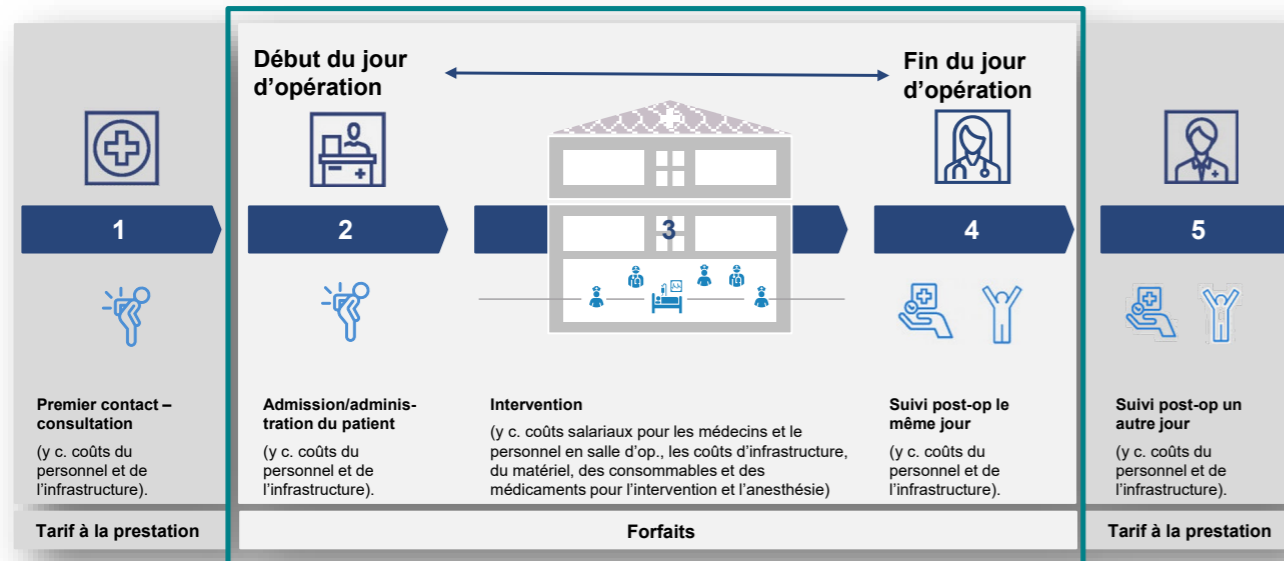 Début du jour
d'opération
Fin du jour
d'opération
1
2
3
4
5
Premier contact –
consultation
(y c. coûts du
personnel et de
l'infrastructure).
Admission/adminis-
tration du patient
(y c. coûts du
personnel et de
l'infrastructure).
Intervention
(y c. coûts salariaux pour les médecins et le
personnel en salle d'op., les coûts d'infrastructure,
du matériel, des consommables et des
médicaments pour l'intervention et l'anesthésie)
Suivi post-op le
même jour
(y c. coûts du
personnel et de
l'infrastructure).
Suivi post-op un
autre jour
(y c. coûts du
personnel et de
l'infrastructure).
Tarif à la prestation
Forfaits
Tarif à la prestation